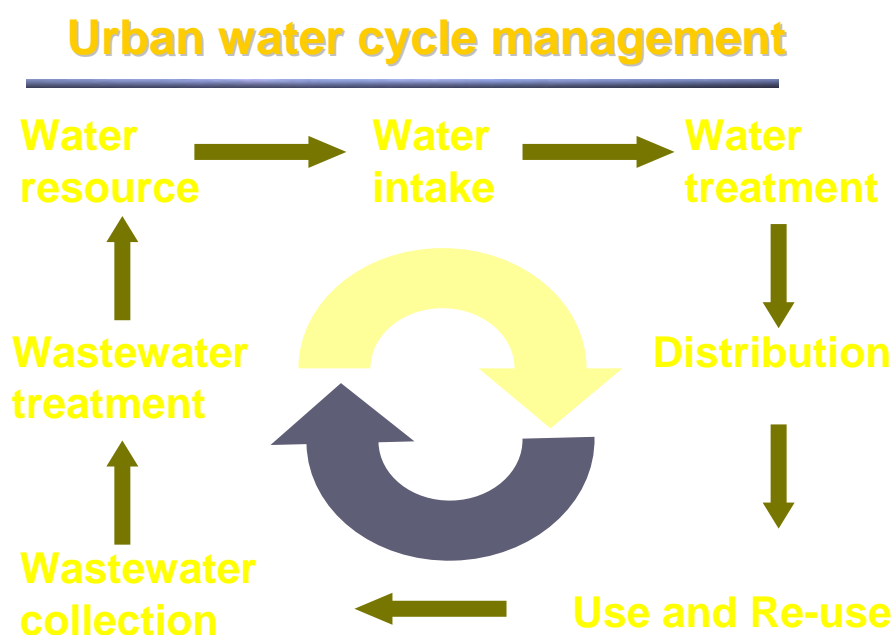 Urban water cycle management
Water
resource
Water
intake
Water
treatment
Wastewater
treatment
Distribution
Wastewater
collection
Use and Re-use